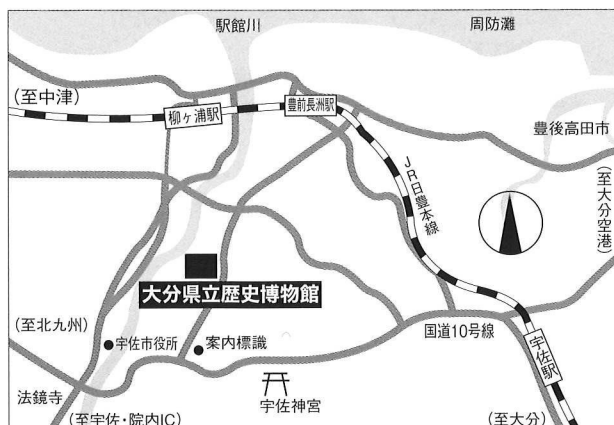 駅館川
周防灘
(至中津)
柳ヶ浦駅
豊前長洲駅
豊後高田市
JR日豊本線
(至大分空港)
大分県立歴史博物館
(至北九州)
宇佐市役所
案内標識
国道10号線
宇佐駅
法鏡寺
宇佐神宮
(至宇佐・院内IC)
(至大分)